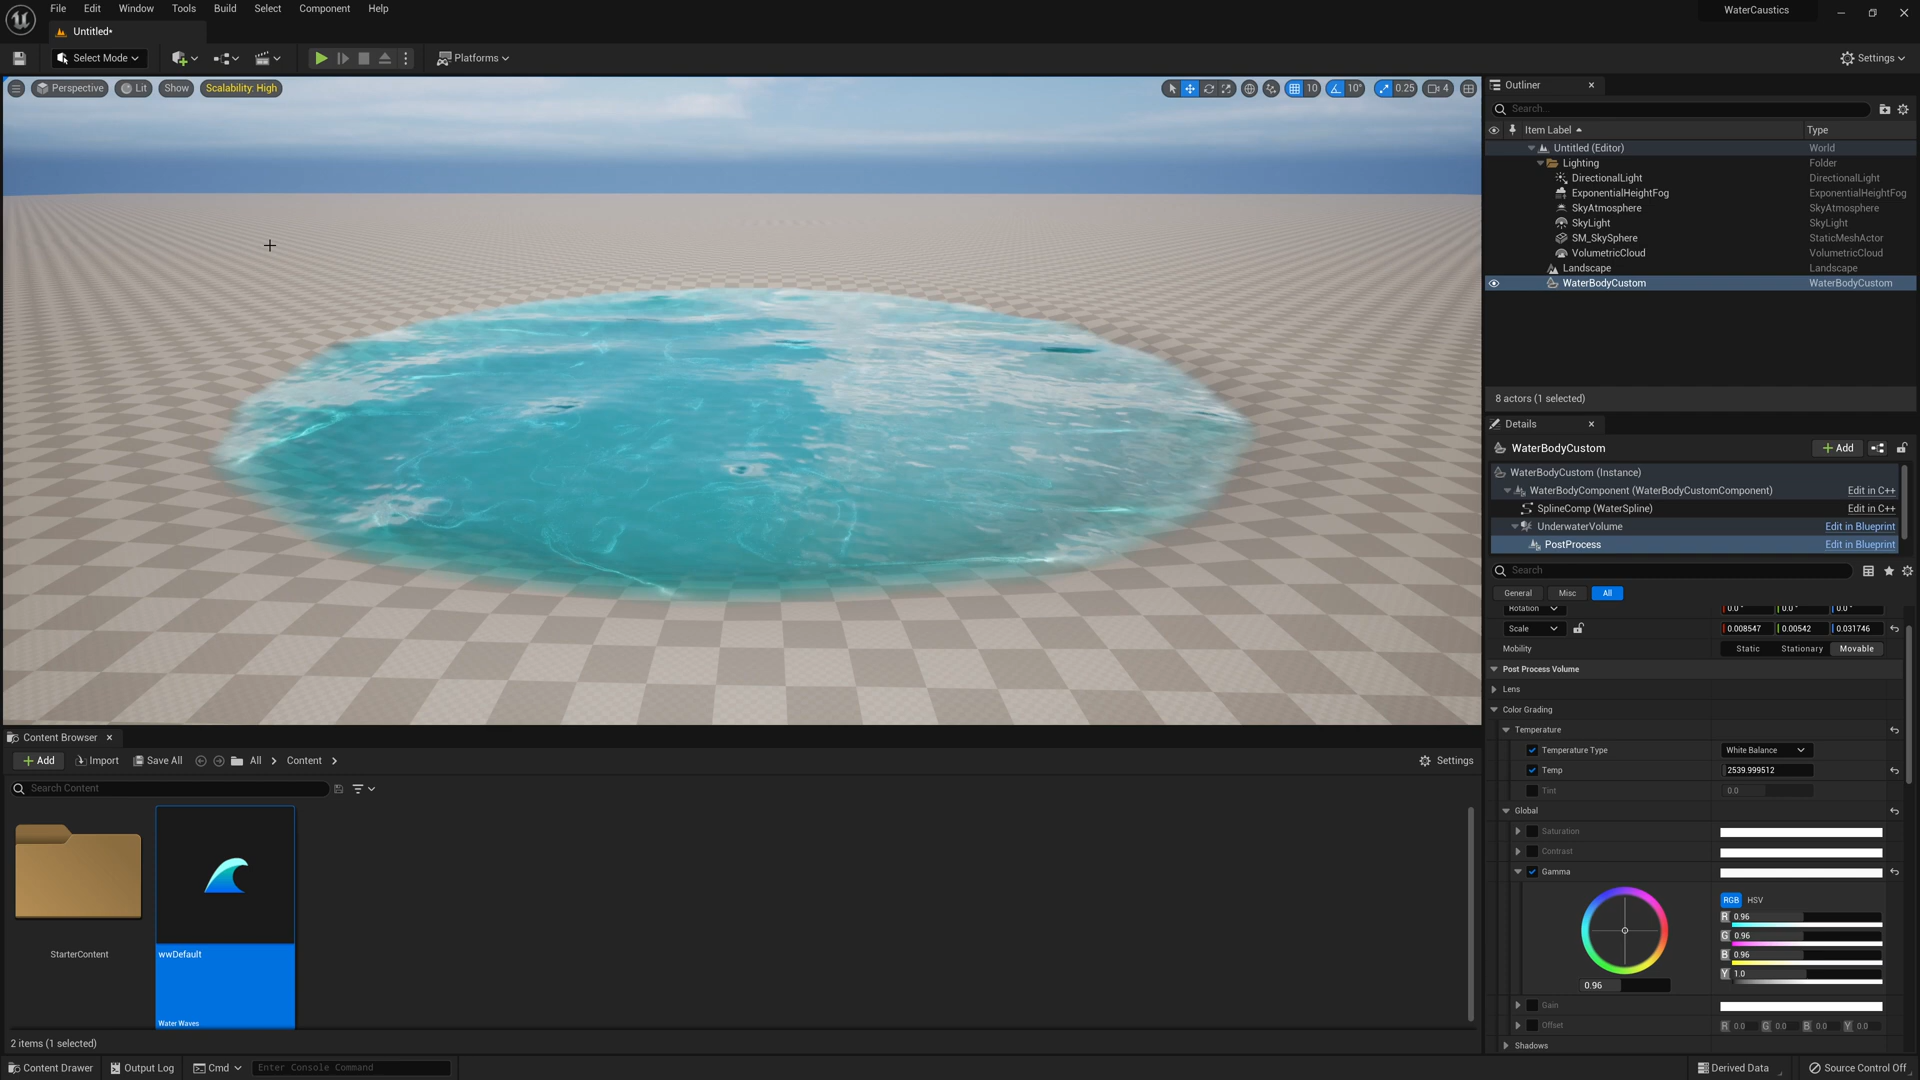 File Edit Window Tools Build Select Component Help
WaterCaustics
Untitled*
Select Mode
Platforms
Settings
Perspective Lit Show Scalability: High
10 10° 0.25 4
Outliner
Search...
Item Label Type
Untitled (Editor) World
Lighting Folder
DirectionalLight DirectionalLight
ExponentialHeightFog ExponentialHeightFog
SkyAtmosphere SkyAtmosphere
SkyLight SkyLight
SM_SkySphere StaticMeshActor
VolumetricCloud VolumetricCloud
Landscape Landscape
WaterBodyCustom WaterBodyCustom
8 actors (1 selected)
Details
WaterBodyCustom
+ Add
WaterBodyCustom (Instance)
WaterBodyComponent (WaterBodyCustomComponent) Edit in C++
SplineComp (WaterSpline) Edit in C++
UnderwaterVolume Edit in Blueprint
PostProcess Edit in Blueprint
Search
General Misc All
Rotation 0.0° 0.0° 0.0°
Scale 0.008547 0.00542 0.031746
Mobility Static Stationary Movable
Post Process Volume
Lens
Color Grading
Temperature
Temperature Type White Balance
Temp 2539.999512
Tint 0.0
Global
Saturation
Contrast
Gamma
RGB HSV
R 0.96
G 0.96
B 0.96
Y 1.0
0.96
Gain
Offset R 0.0 G 0.0 B 0.0 Y 0.0
Shadows
Content Browser
+ Add Import Save All All Content Settings
Search Content
StarterContent
wwDefault
Water Waves
2 items (1 selected)
Content Drawer Output Log Cmd Enter Console Command
Derived Data Source Control Off